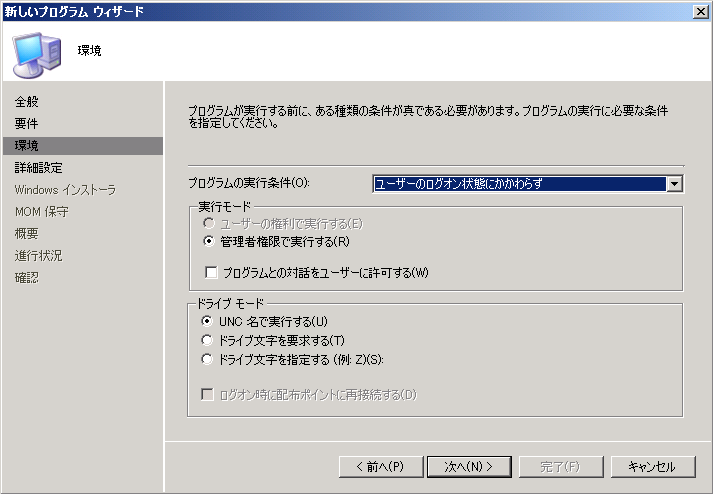 新しいプログラム ウィザード
環境
全般
要件
環境
詳細設定
Windows インストーラ
MOM 保守
概要
進行状況
確認
プログラムが実行する前に、ある種類の条件が真である必要があります。プログラムの実行に必要な条件
を指定してください。
プログラムの実行条件(O):
ユーザーのログオン状態にかかわらず
実行モード
ユーザーの権利で実行する(E)
管理者権限で実行する(R)
プログラムとの対話をユーザーに許可する(W)
ドライブ モード
UNC 名で実行する(U)
ドライブ文字を要求する(T)
ドライブ文字を指定する (例: Z)(S):
ログオン時に配布ポイントに再接続する(D)
< 前へ(P)
次へ(N) >
完了(F)
キャンセル